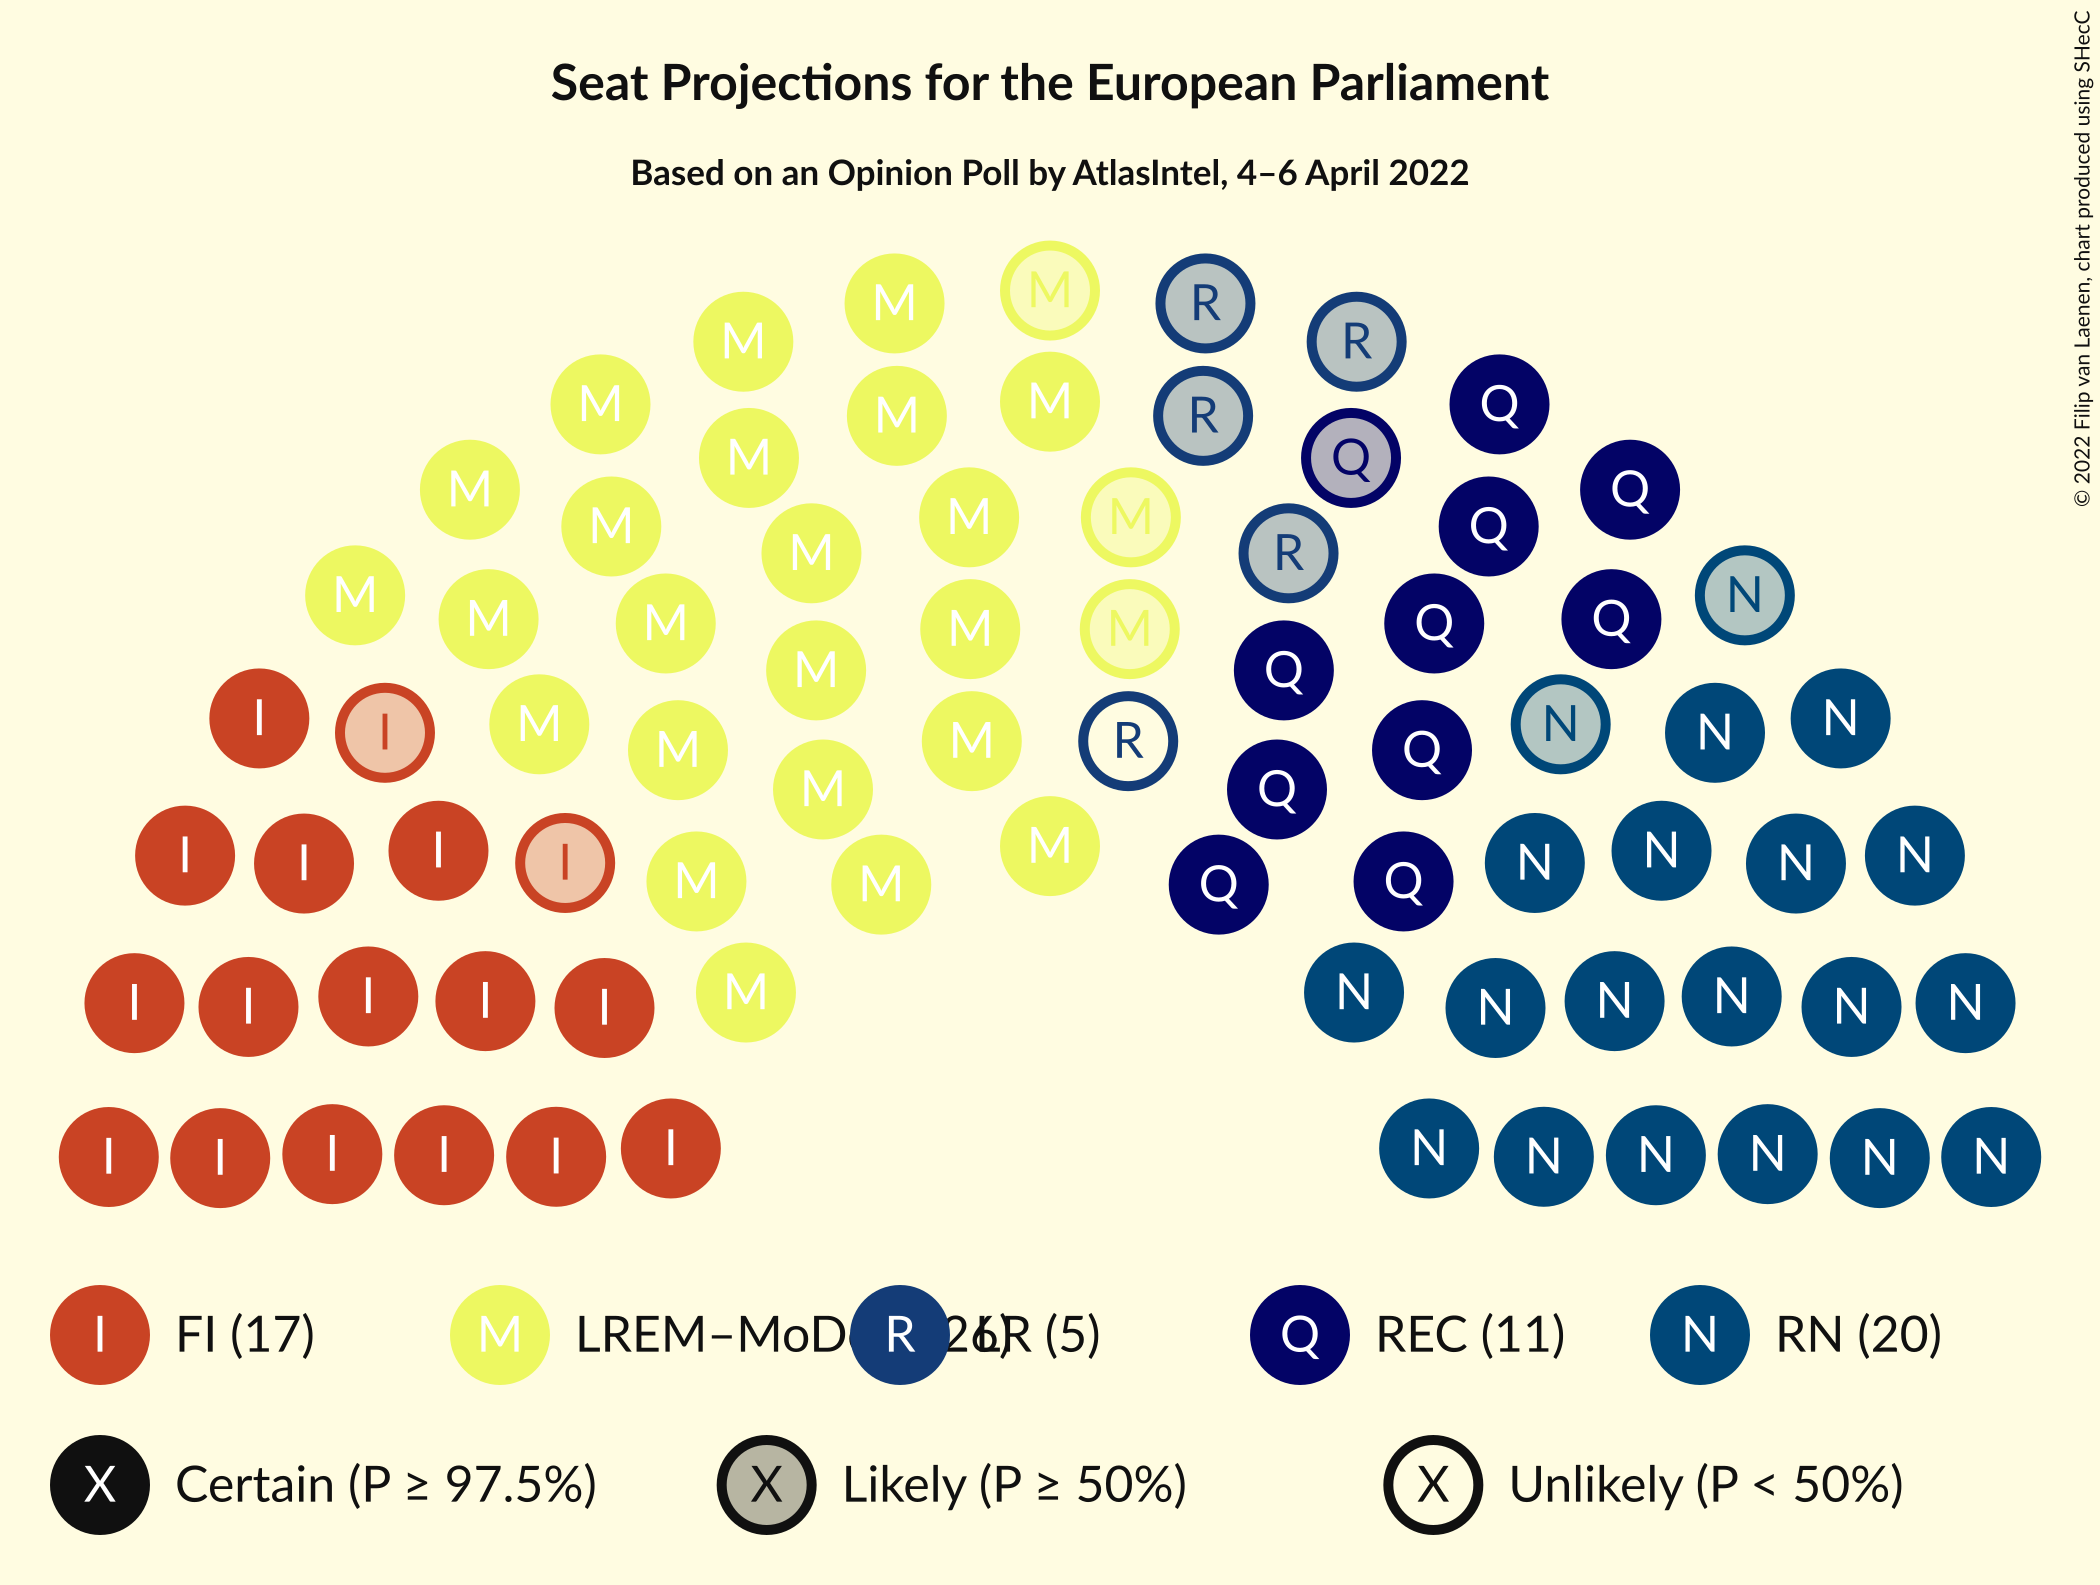 Seat Projections for the European Parliament
Based on an Opinion Poll by AtlasIntel, 4–6 April 2022
© 2022 Filip van Laenen, chart produced using SHecC
M M R
M M R
M M M R Q
M M Q Q
M M M R Q
M M M Q Q
M M M M Q Q N
I I M M M Q R Q N N N
I I I I M M M M Q Q Q N N N N
I I I I I M N N N N N N
I I I I I I N N N N N N
I FI (17) M LREM–MoD 26) R LR (5) Q REC (11) N RN (20)
X Certain (P ≥ 97.5%) X Likely (P ≥ 50%) X Unlikely (P < 50%)